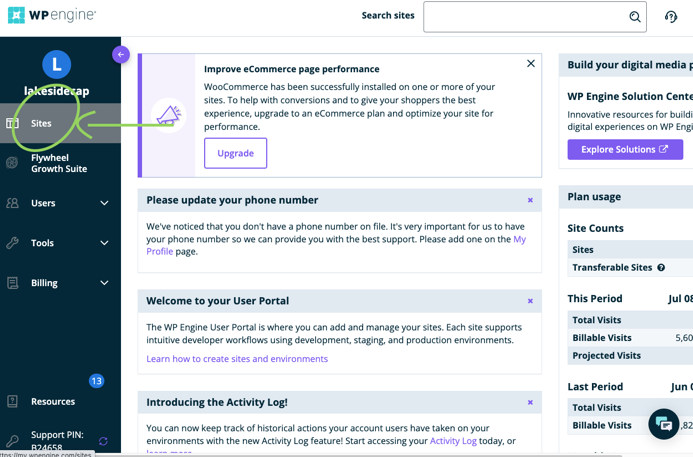 WP engine®
Search sites
L
lakesidecap
Sites
Flywheel
Growth Suite
Users
Tools
Billing
13
Resources
Support PIN:
B24658
https://my.wpengine.com/sites
Improve eCommerce page performance
WooCommerce has been successfully installed on one or more of your
sites. To help with conversions and to give your shoppers the best
experience, upgrade to an eCommerce plan and optimize your site for
performance.
Upgrade
Please update your phone number
We've noticed that you don't have a phone number on file. It's very important for us to have
your phone number so we can provide you with the best support. Please add one on the My
Profile page.
Welcome to your User Portal
The WP Engine User Portal is where you can add and manage your sites. Each site supports
intuitive developer workflows using development, staging, and production environments.
Learn how to create sites and environments
Introducing the Activity Log!
You can now keep track of historical actions your account users have taken on your
environments with the new Activity Log feature! Start accessing your Activity Log today, or
learn more
Build your digital media p
WP Engine Solution Cente
Innovative resources for buildi
digital experiences on WP Eng
Explore Solutions
Plan usage
Site Counts
Sites
Transferable Sites
This Period Jul 08
Total Visits
Billable Visits 5,60
Projected Visits
Last Period Jun 0
Total Visits
Billable Visits ,82